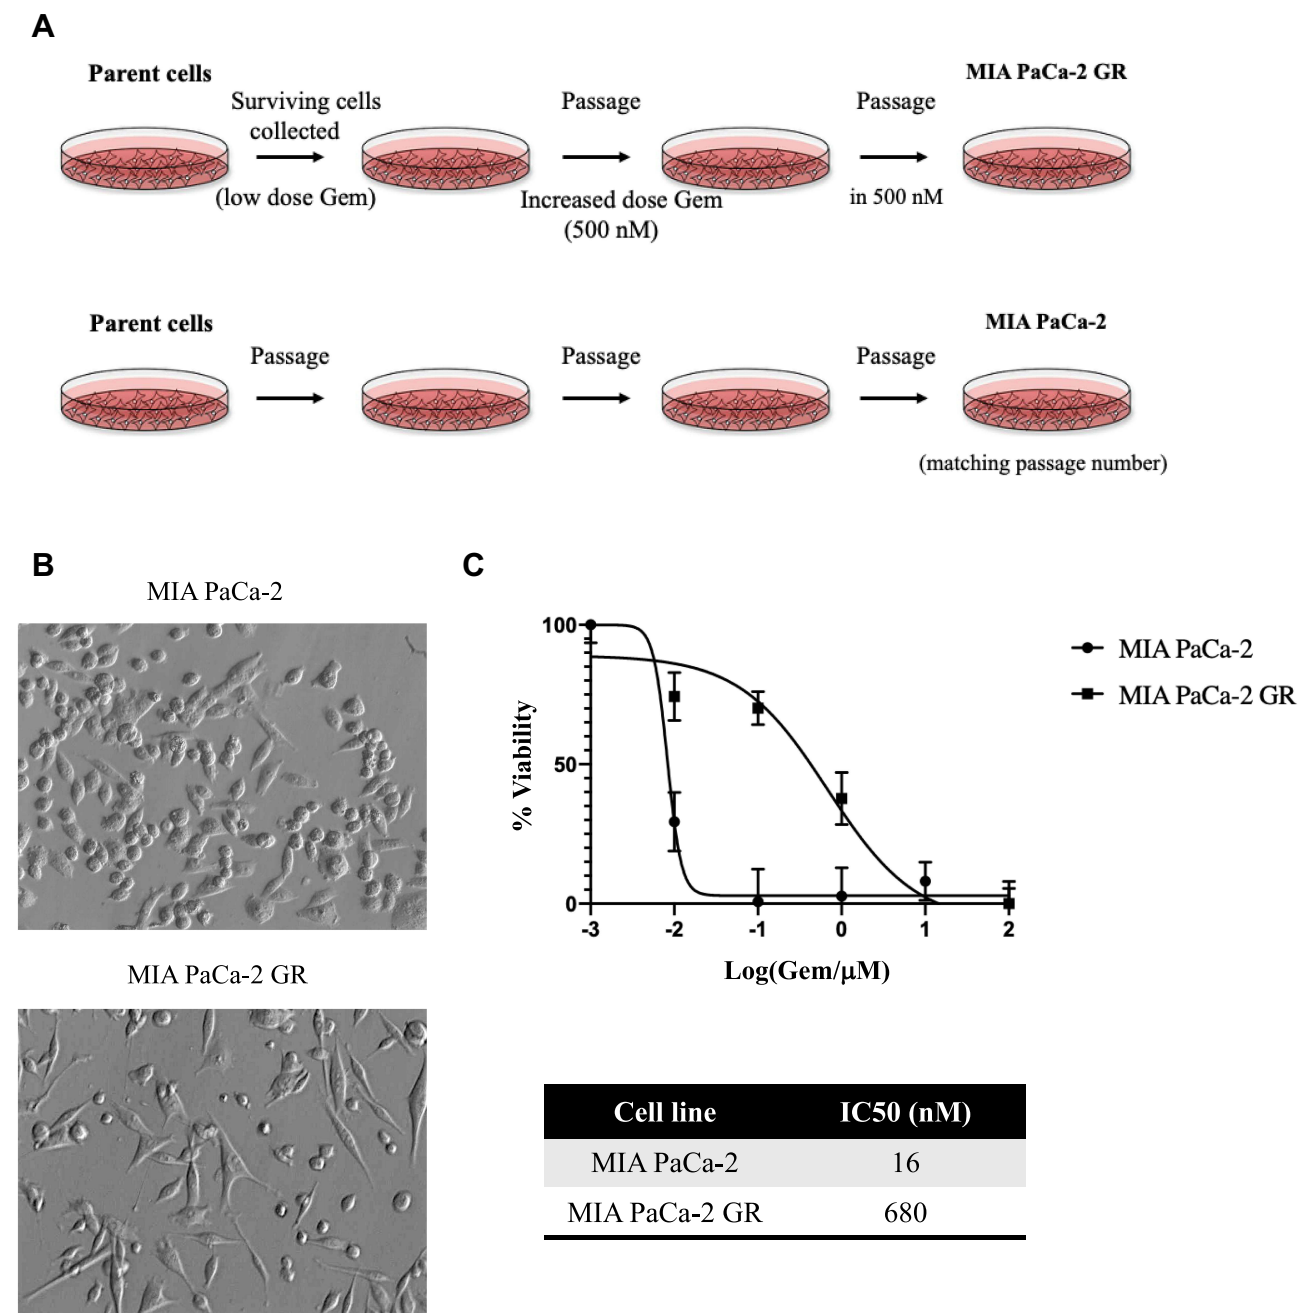 A
Parent cells
MIA PaCa-2 GR
Surviving cells
collected
Passage
Passage
(low dose Gem)
Increased dose Gem
(500 nM)
in 500 nM
Parent cells
MIA PaCa-2
Passage
Passage
Passage
(matching passage number)
B
MIA PaCa-2
MIA PaCa-2 GR
C
% Viability
100
50
0
-3 -2 -1 0 1 2
Log(Gem/μM)
MIA PaCa-2
MIA PaCa-2 GR
Cell line IC50 (nM)
MIA PaCa-2 16
MIA PaCa-2 GR 680